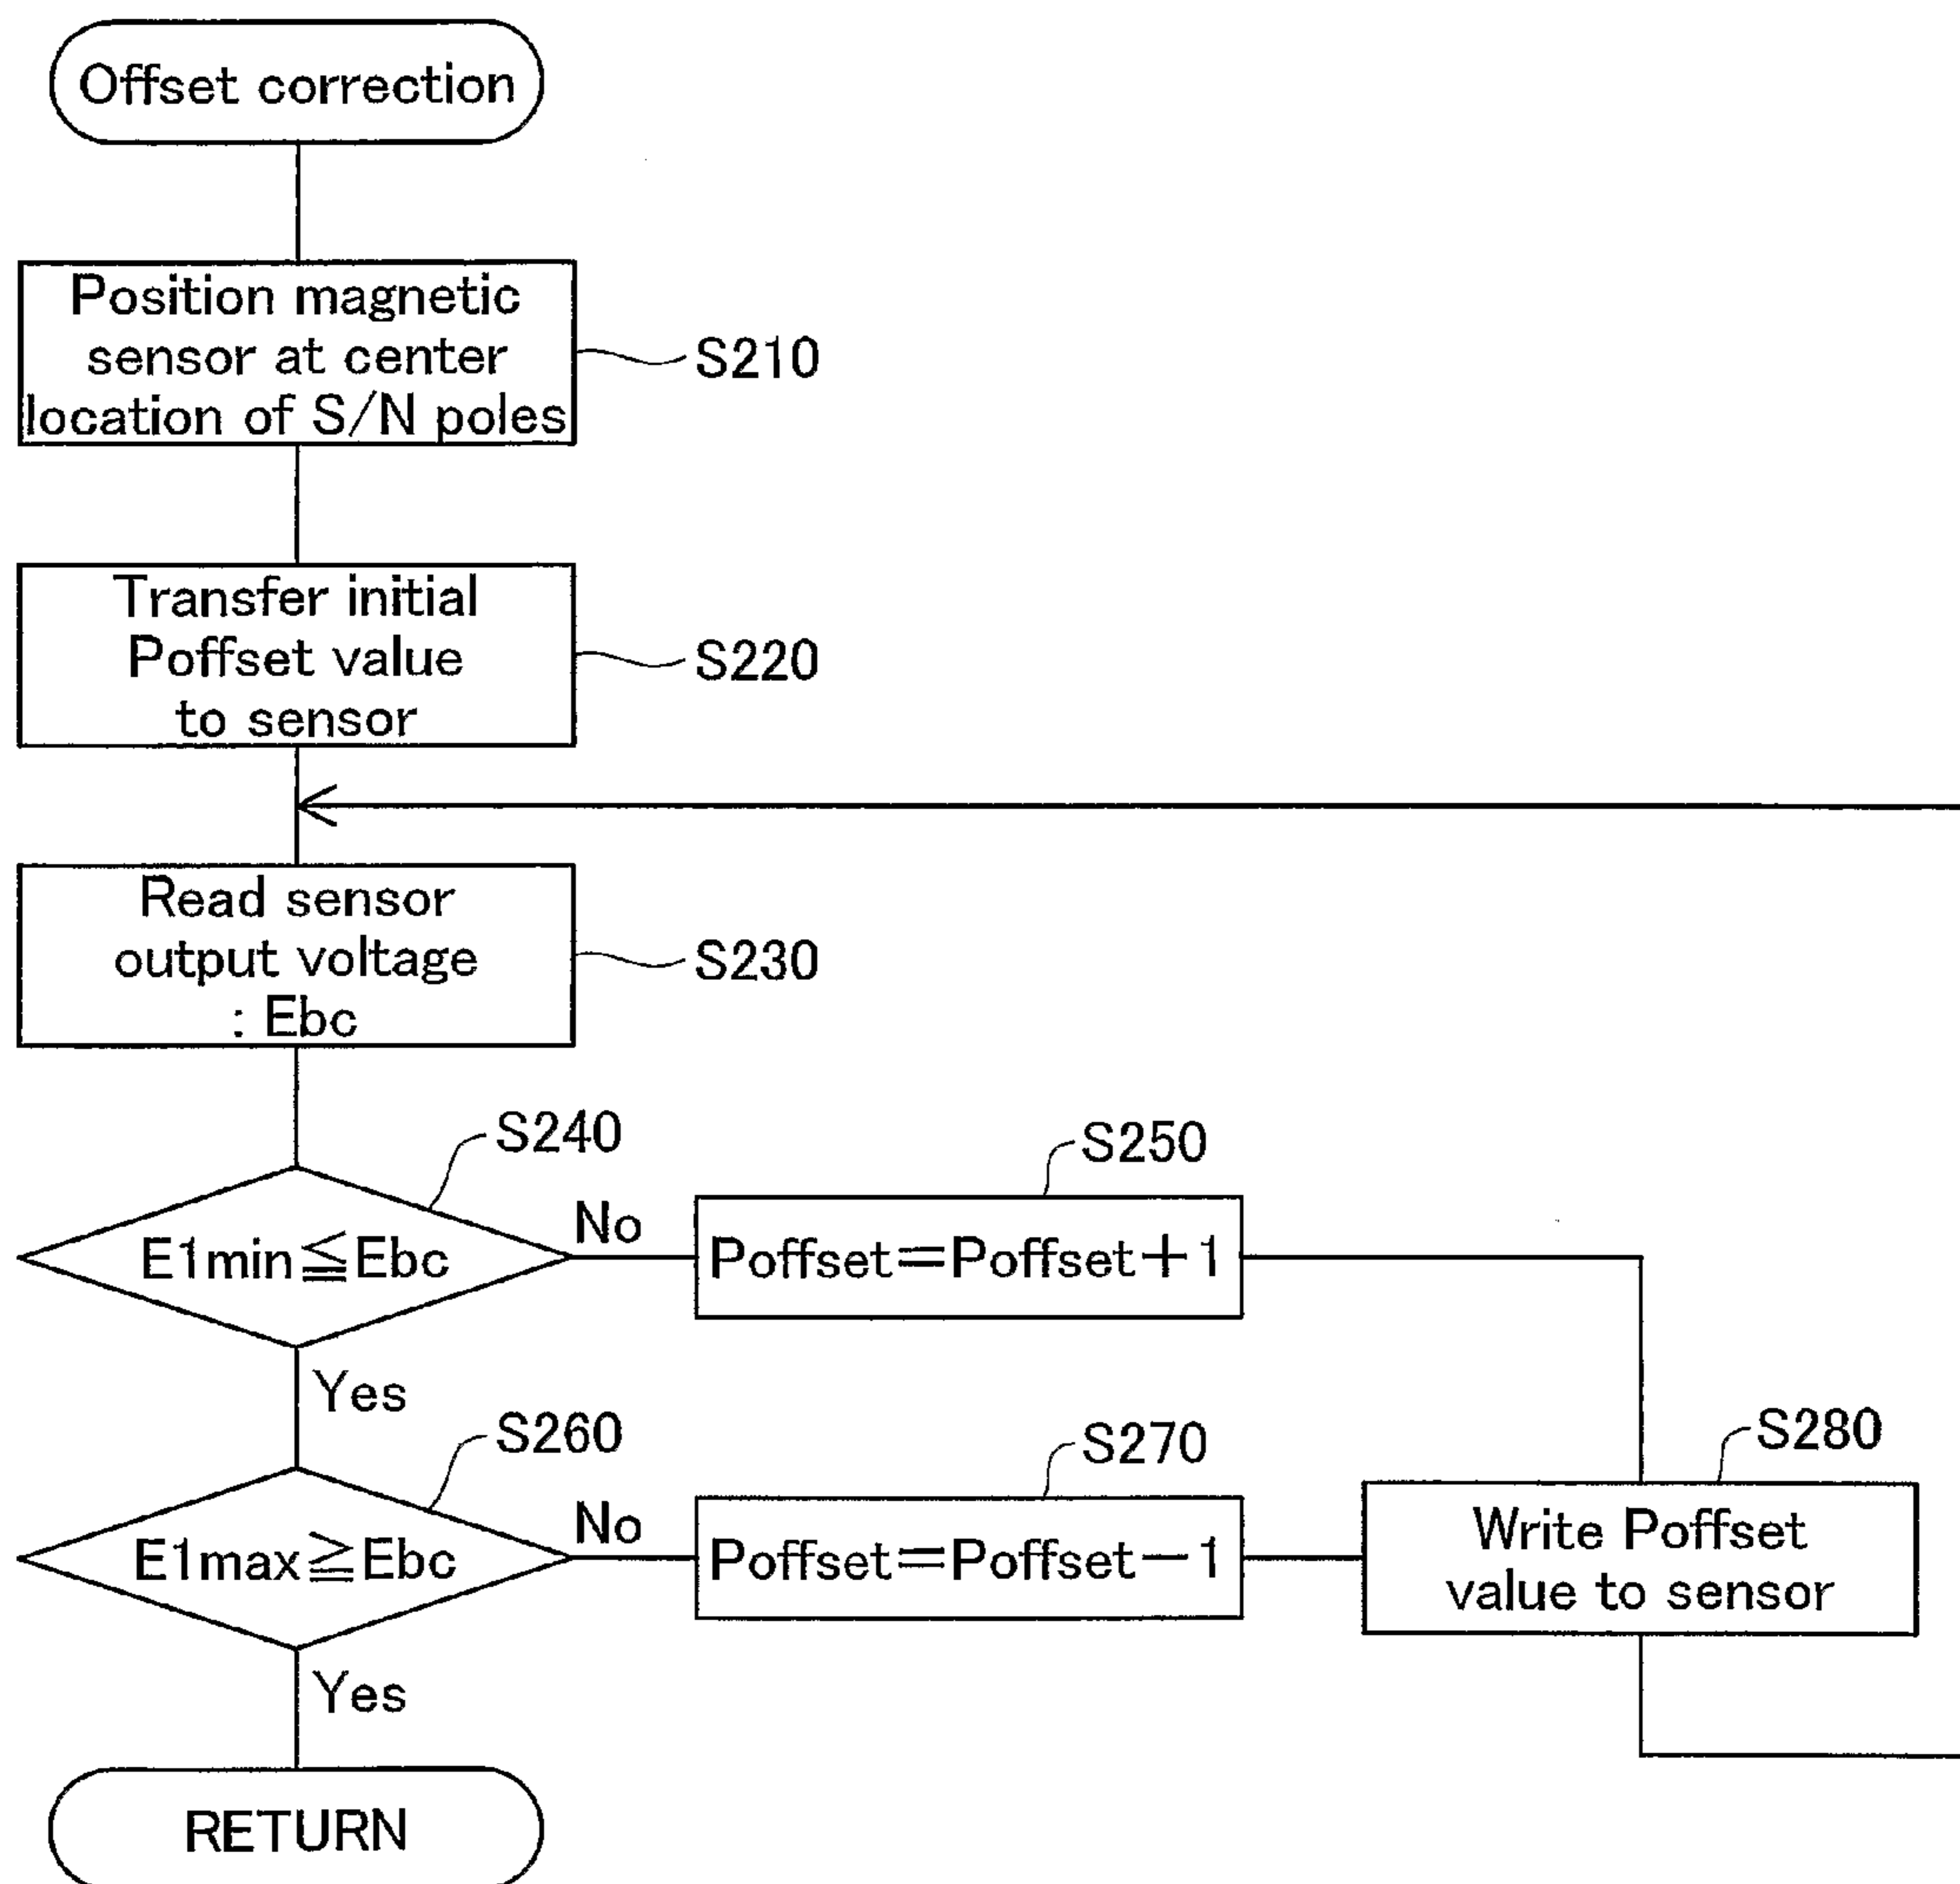 Offset correction
Position magnetic
sensor at center
location of S/N poles
S210
Transfer initial
Poffset value
to sensor
S220
Read sensor
output voltage
: Ebc
S230
S240
E1min≦Ebc
No
S250
Poffset=Poffset+1
Yes
S260
E1max≧Ebc
No
S270
Poffset=Poffset−1
S280
Write Poffset
value to sensor
Yes
RETURN